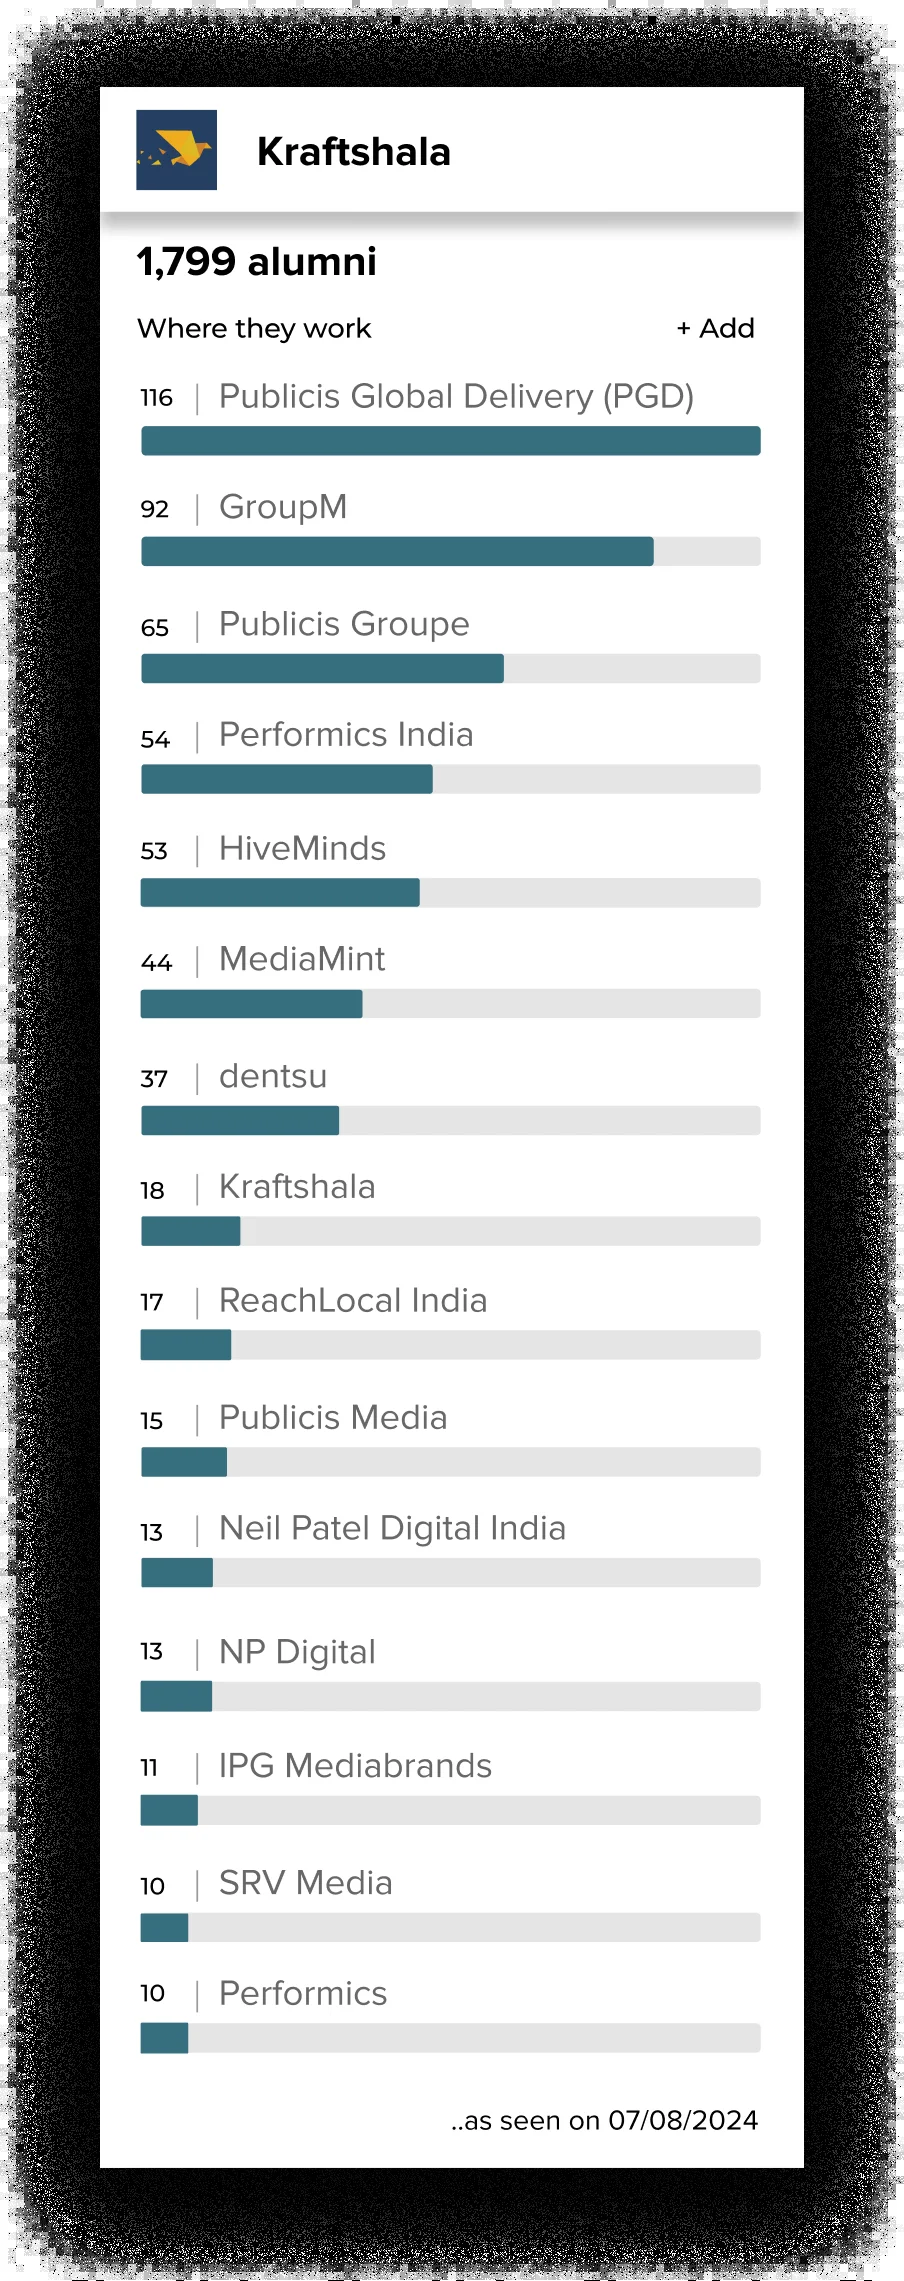 Kraftshala
1,799 alumni
Where they work + Add
116 | Publicis Global Delivery (PGD)
92 | GroupM
65 | Publicis Groupe
54 | Performics India
53 | HiveMinds
44 | MediaMint
37 | dentsu
18 | Kraftshala
17 | ReachLocal India
15 | Publicis Media
13 | Neil Patel Digital India
13 | NP Digital
11 | IPG Mediabrands
10 | SRV Media
10 | Performics
..as seen on 07/08/2024